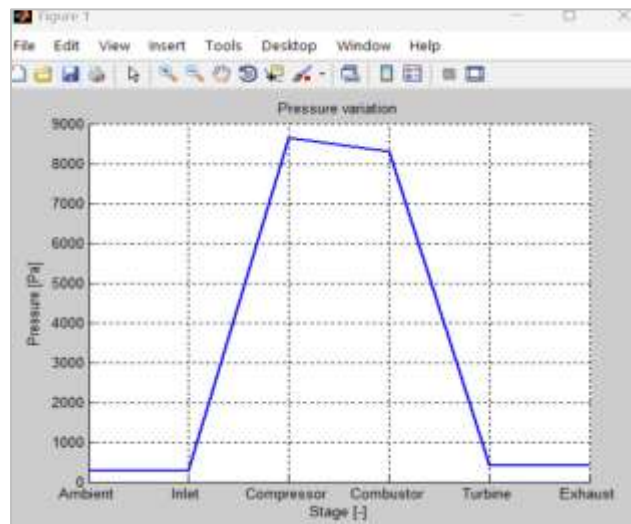 Figure 1
File Edit View Insert Tools Desktop Window Help
Pressure variation
9000
8000
7000
6000
5000
4000
3000
2000
1000
0
Pressure [Pa]
Ambient Inlet Compressor Combustor Turbine Exhaust
Stage [-]